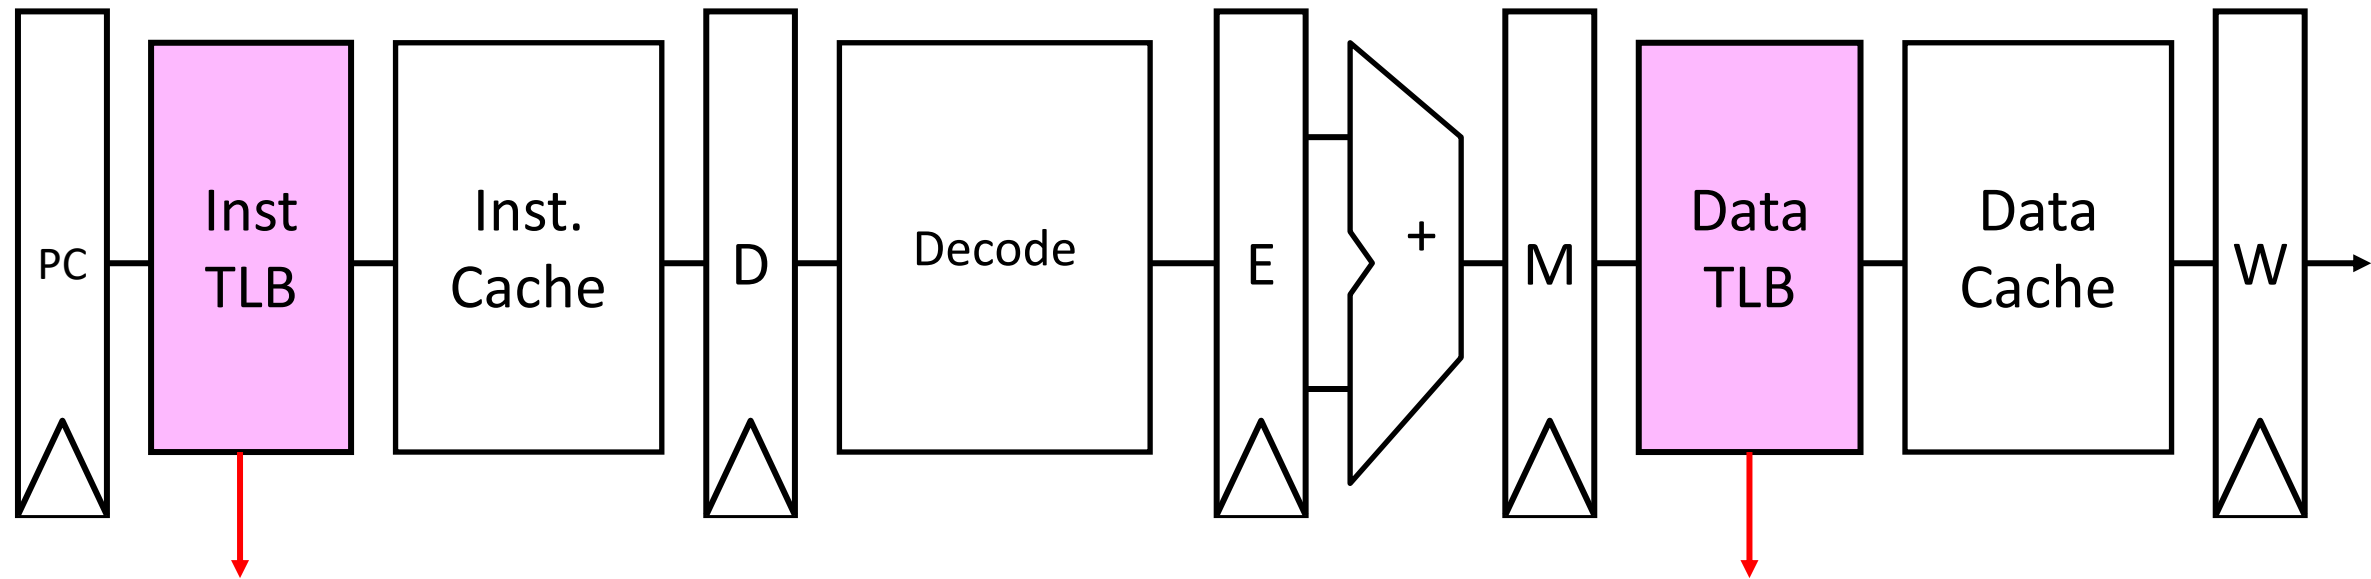 PC
Inst
TLB
Inst.
Cache
D
Decode
E
+
M
Data
TLB
Data
Cache
W